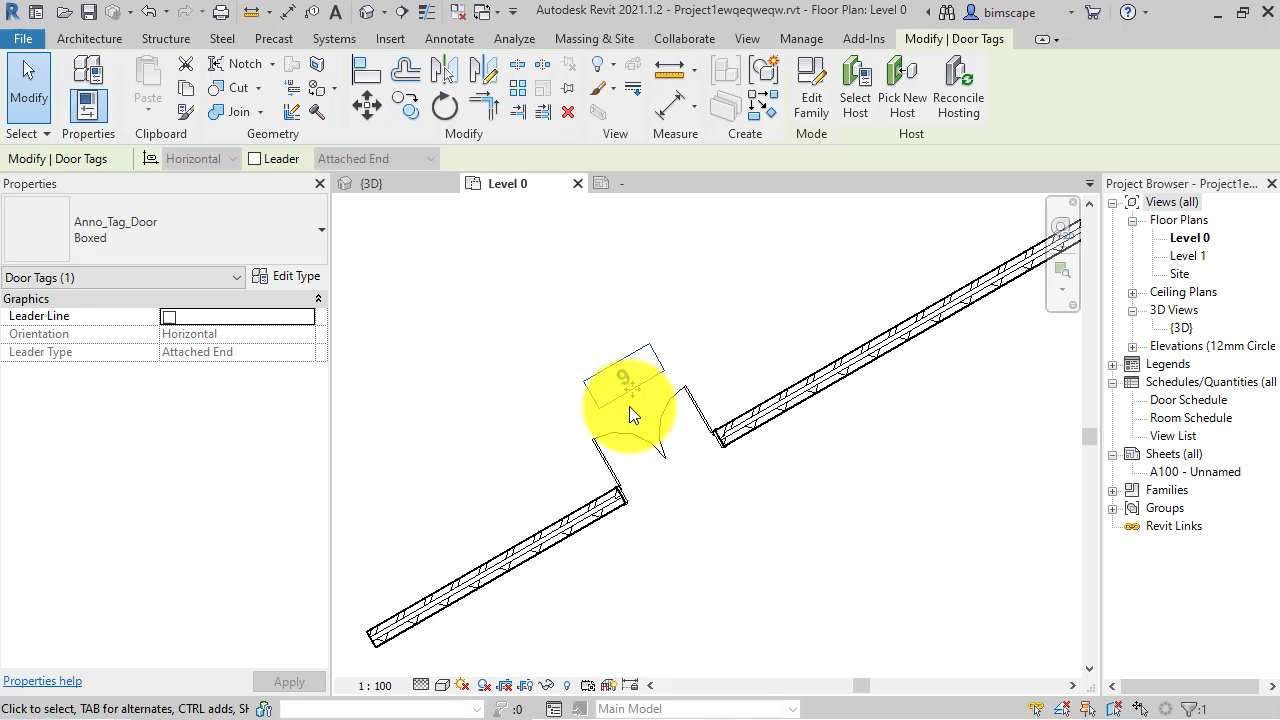 Autodesk Revit 2021.1.2 - Project1ewqeqweqw.rvt - Floor Plan: Level 0
bimscape
File Architecture Structure Steel Precast Systems Insert Annotate Analyze Massing & Site Collaborate View Manage Add-Ins Modify | Door Tags
Modify
Select
Properties
Paste
Clipboard
Notch
Cut
Join
Geometry
Modify
View
Measure
Create
Edit Family
Mode
Select Host
Pick New Host
Reconcile Hosting
Host
Modify | Door Tags Horizontal Leader Attached End
Properties
{3D}
Level 0
-
Project Browser - Project1e...
Anno_Tag_Door
Boxed
Door Tags (1)
Edit Type
Graphics
Leader Line
Orientation Horizontal
Leader Type Attached End
9
Views (all)
Floor Plans
Level 0
Level 1
Site
Ceiling Plans
3D Views
{3D}
Elevations (12mm Circle
Legends
Schedules/Quantities (all
Door Schedule
Room Schedule
View List
Sheets (all)
A100 - Unnamed
Families
Groups
Revit Links
Properties help
Apply
1 : 100
Click to select, TAB for alternates, CTRL adds, SH
:0
Main Model
:1